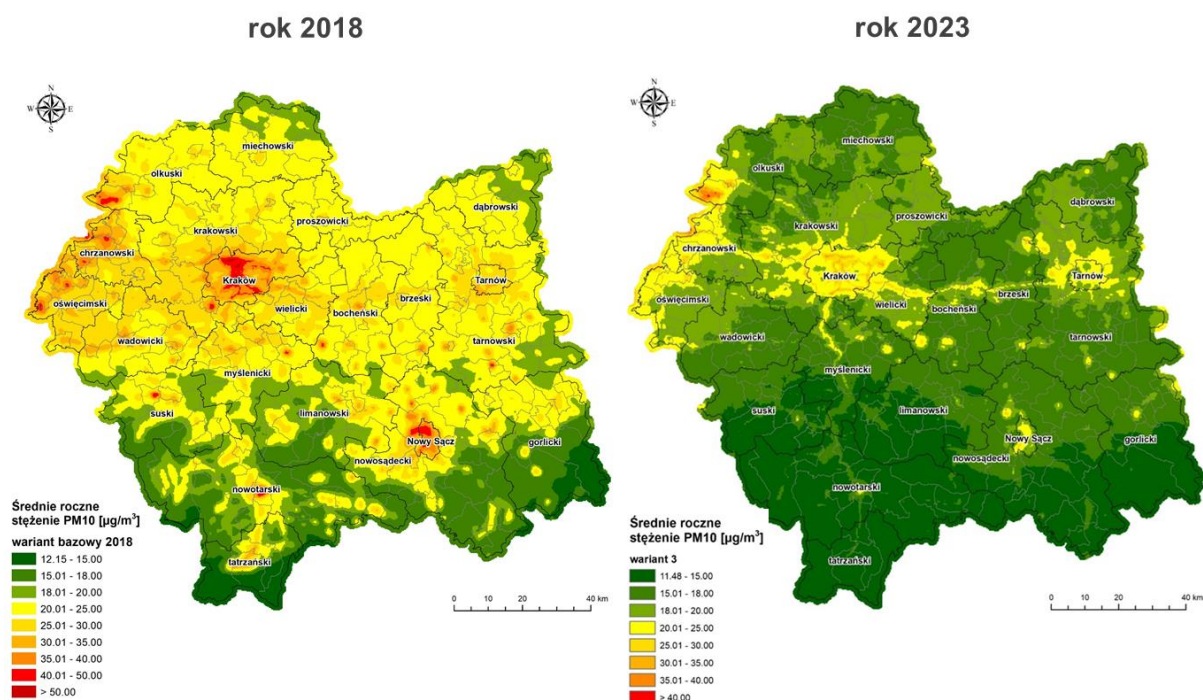 rok 2018
rok 2023
N
W E
S
miechowski
olkuski
dąbrowski
proszowicki
krakowski
chrzanowski
Kraków
Tarnów
oświęcimski
wielicki
brzeski
bocheński
wadowicki
tarnowski
myślenicki
suski
limanowski
Nowy Sącz
gorlicki
nowosądecki
nowotarski
tatrzański
Średnie roczne
stężenie PM10 [µg/m³]
wariant bazowy 2018
12.15 - 15.00
15.01 - 18.00
18.01 - 20.00
20.01 - 25.00
25.01 - 30.00
30.01 - 35.00
35.01 - 40.00
40.01 - 50.00
> 50.00
0 20 40 km
N
W E
S
miechowski
olkuski
dąbrowski
proszowicki
krakowski
chrzanowski
Kraków
Tarnów
oświęcimski
wielicki
brzeski
bocheński
wadowicki
tarnowski
myślenicki
suski
limanowski
Nowy Sącz
gorlicki
nowosądecki
nowotarski
tatrzański
Średnie roczne
stężenie PM10 [µg/m³]
wariant 3
11.48 - 15.00
15.01 - 18.00
18.01 - 20.00
20.01 - 25.00
25.01 - 30.00
30.01 - 35.00
35.01 - 40.00
> 40.00
0 20 40 km